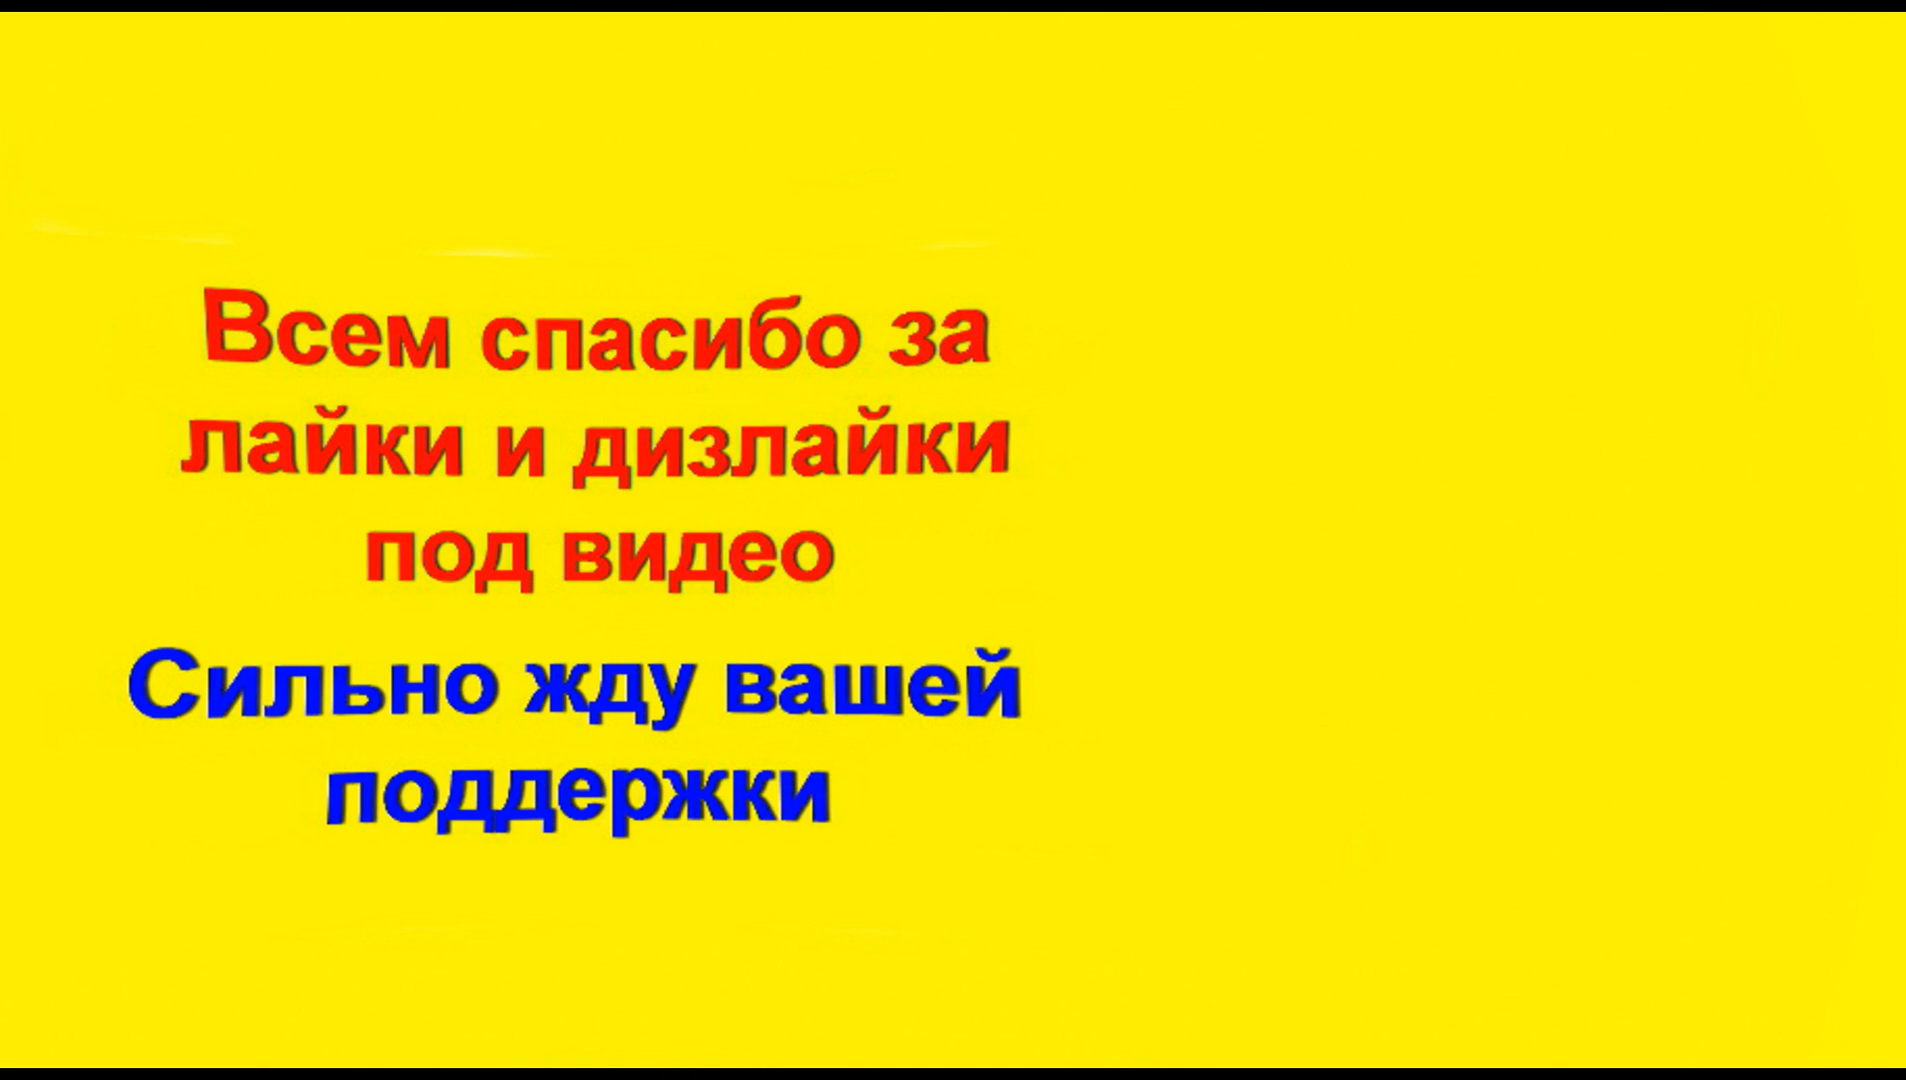 Всем спасибо за
лайки и дизлайки
под видео
Сильно жду вашей
поддержки